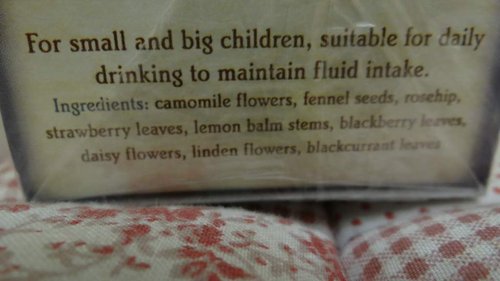 For small and big children, suitable for daily
drinking to maintain fluid intake.
Ingredients: camomile flowers, fennel seeds, rosehip,
strawberry leaves, lemon balm stems, blackberry leaves,
daisy flowers, linden flowers, blackcurrant leaves